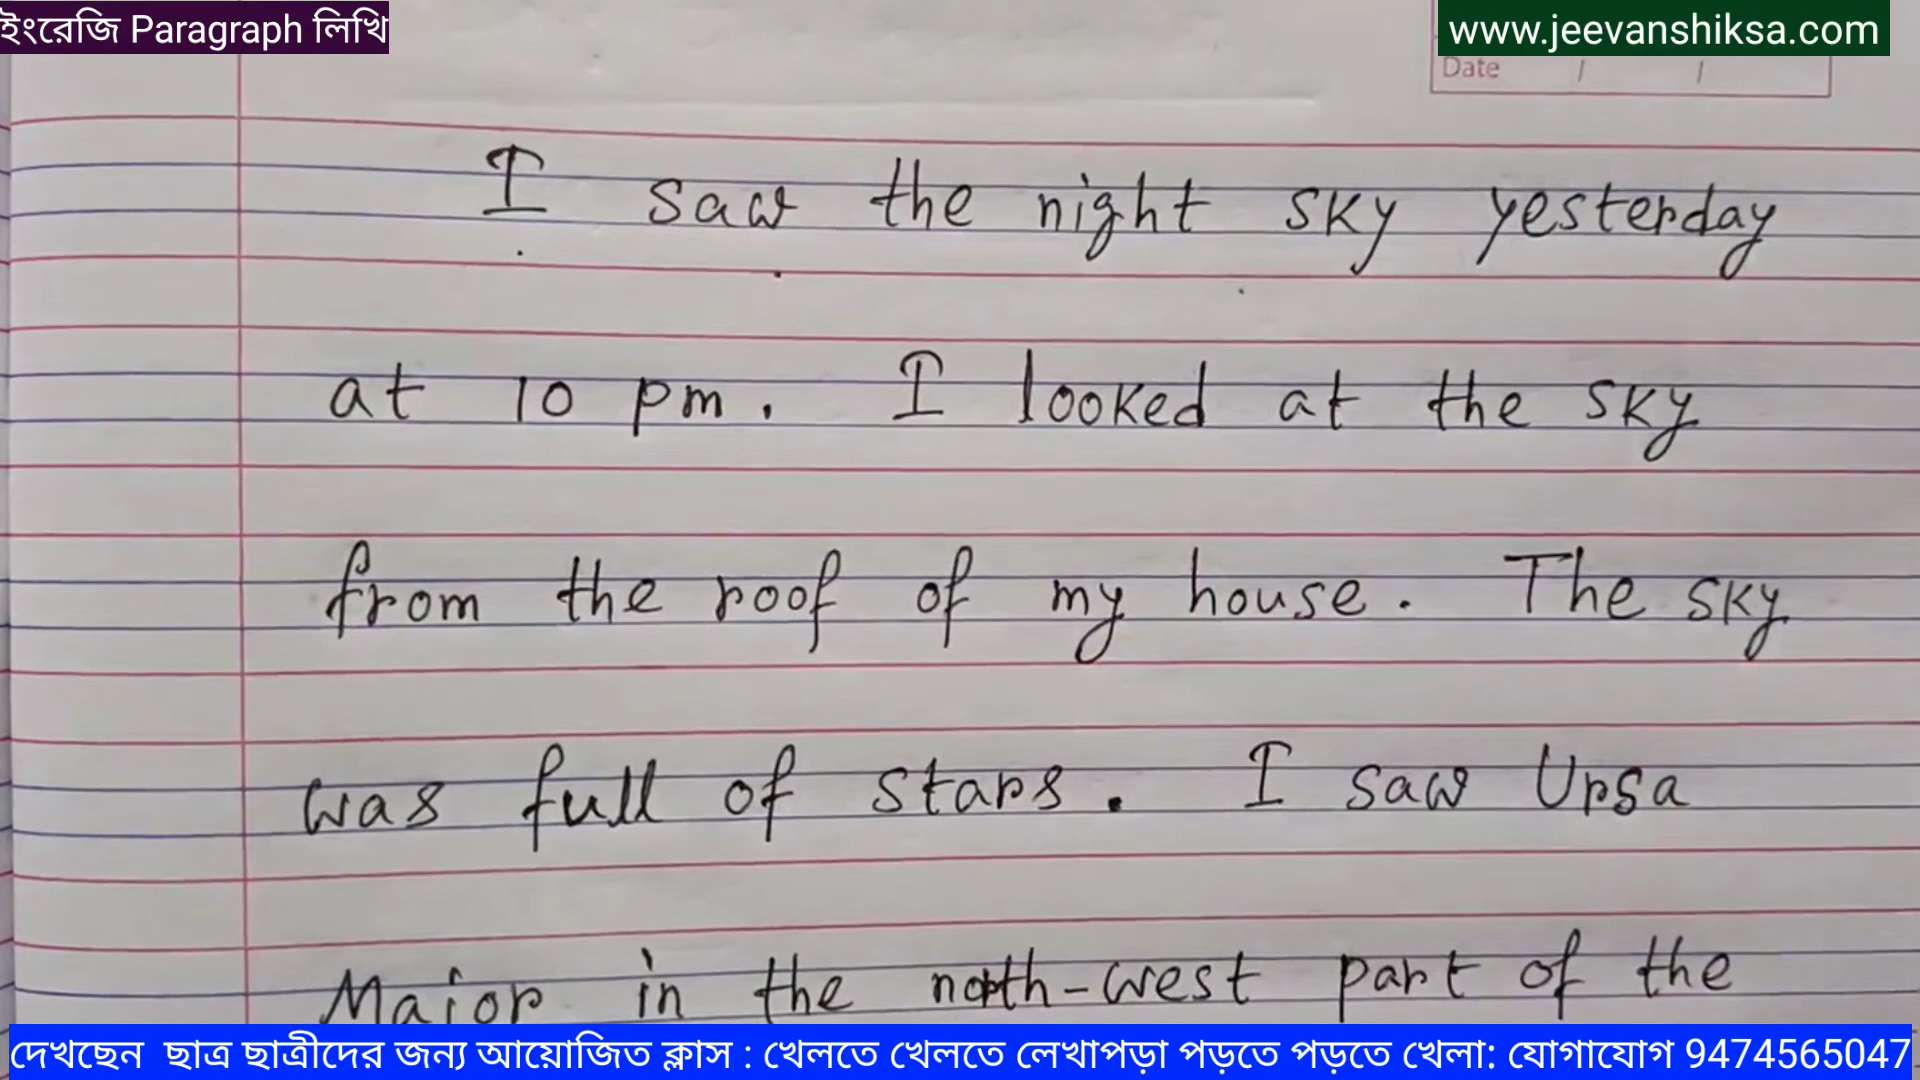 ইংরেজি Paragraph লিখি
www.jeevanshiksa.com
Date / /
I saw the night sky yesterday
at 10 pm. I looked at the sky
from the roof of my house. The sky
was full of stars. I saw Ursa
Major in the north-west part of the
দেখছেন ছাত্র ছাত্রীদের জন্য আয়োজিত ক্লাস : খেলতে খেলতে লেখাপড়া পড়তে পড়তে খেলা: যোগাযোগ 9474565047